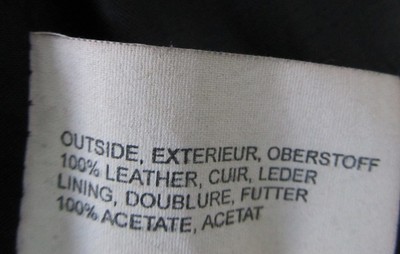 OUTSIDE, EXTERIEUR, OBERSTOFF
100% LEATHER, CUIR, LEDER
LINING, DOUBLURE, FUTTER
100% ACETATE, ACETAT